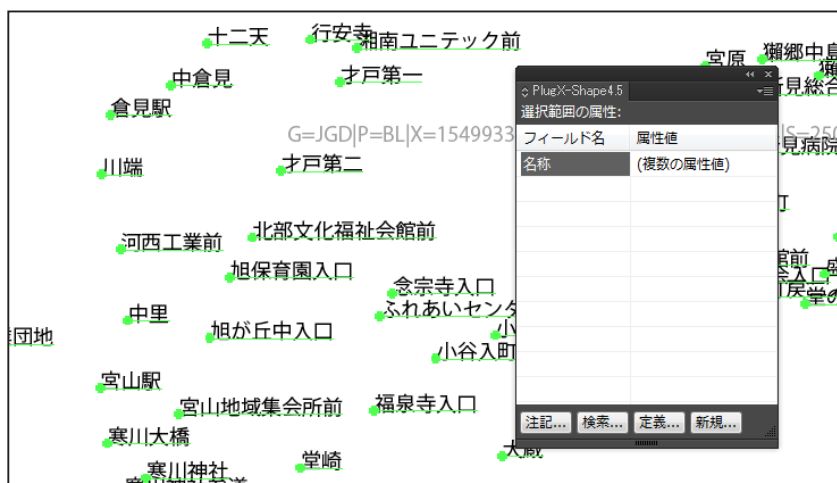 十二天
行安寺
湘南ユニテック前
宮原
獺郷中島
中倉見
才戸第一
倉見駅
G=JGD|P=BL|X=1549933
川端
才戸第二
見病院
河西工業前
北部文化福祉会館前
旭保育園入口
念宗寺入口
ふれあいセンタ
中里
旭が丘中入口
小谷入町
団地
宮山駅
宮山地域集会所前
福泉寺入口
寒川大橋
寒川神社
堂崎
大蔵
PlugX-Shape4.5
選択範囲の属性:
フィールド名 属性値
名称 (複数の属性値)
注記... 検索... 定義... 新規...